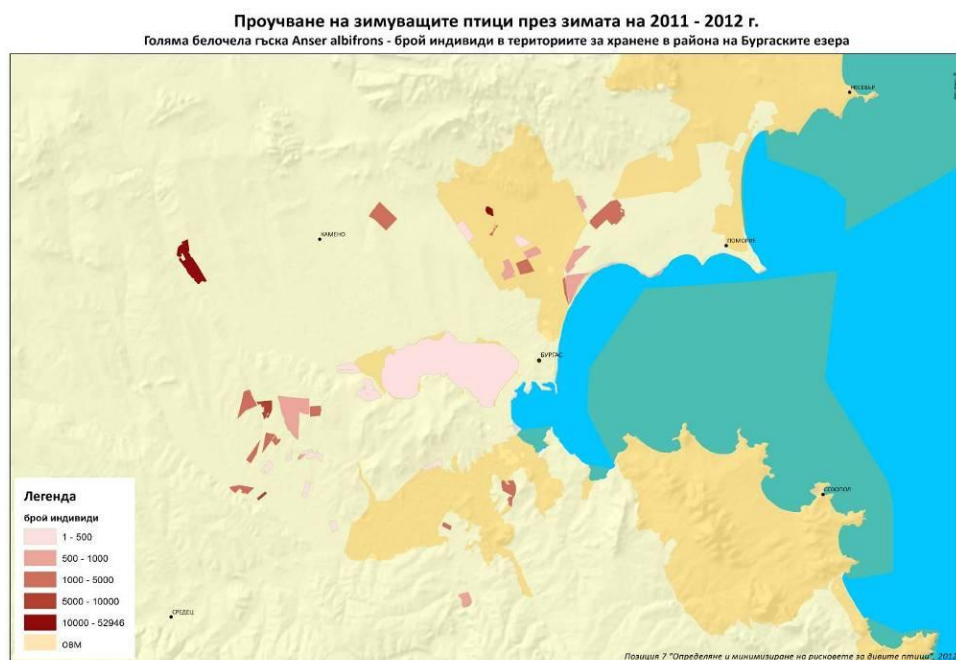 Проучване на зимуващите птици през зимата на 2011 - 2012 г.
Голяма белочела гъска Anser albifrons - брой индивиди в териториите за хранене в района на Бургаските езера
НЕСЕБЪР
КАМЕНО
ПОМОРИЕ
БУРГАС
СОЗОПОЛ
СРЕДЕЦ
Легенда
брой индивиди
1 - 500
500 - 1000
1000 - 5000
5000 - 10000
10000 - 52946
ОВМ
Позиция 7 "Определяне и минимизиране на рисковете за дивите птици", 2012